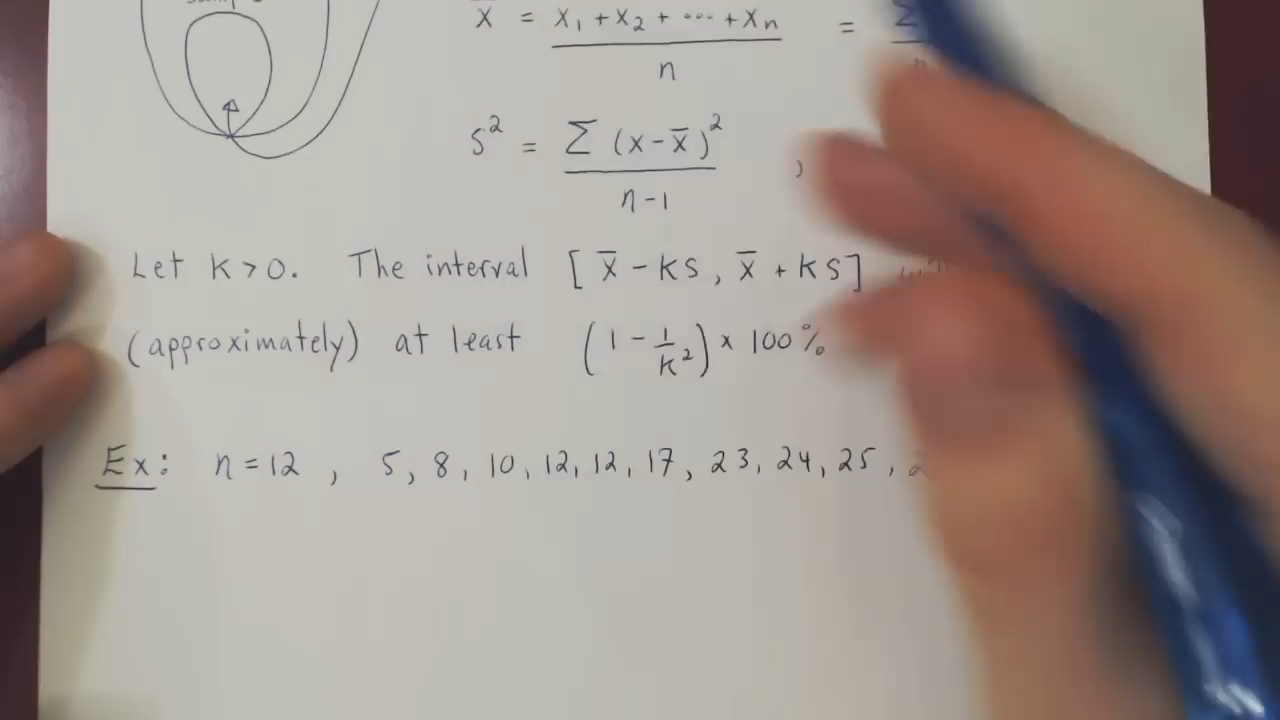 x̄ = x₁ + x₂ + ... + xₙ / n = Σ
s² = Σ (x - x̄)² / n - 1 ,
Let k > 0. The interval [x̄ - ks, x̄ + ks]
(approximately) at least (1 - 1/k²) × 100%
Ex: n = 12 , 5, 8, 10, 12, 12, 17, 23, 24, 25,